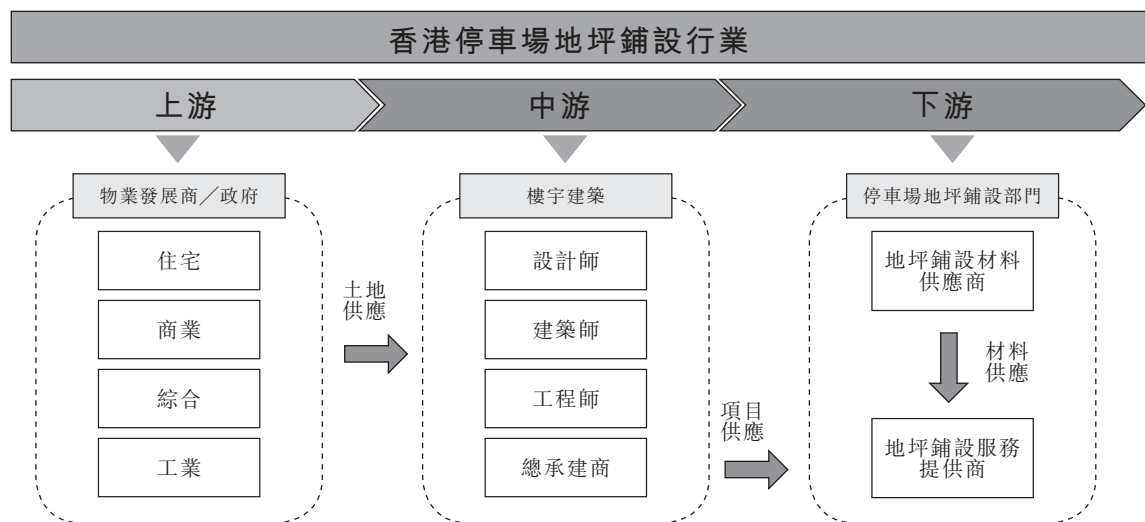 香港停車場地坪鋪設行業
上游
中游
下游
物業發展商／政府
住宅
商業
綜合
工業
土地
供應
樓宇建築
設計師
建築師
工程師
總承建商
項目
供應
停車場地坪鋪設部門
地坪鋪設材料
供應商
材料
供應
地坪鋪設服務
提供商